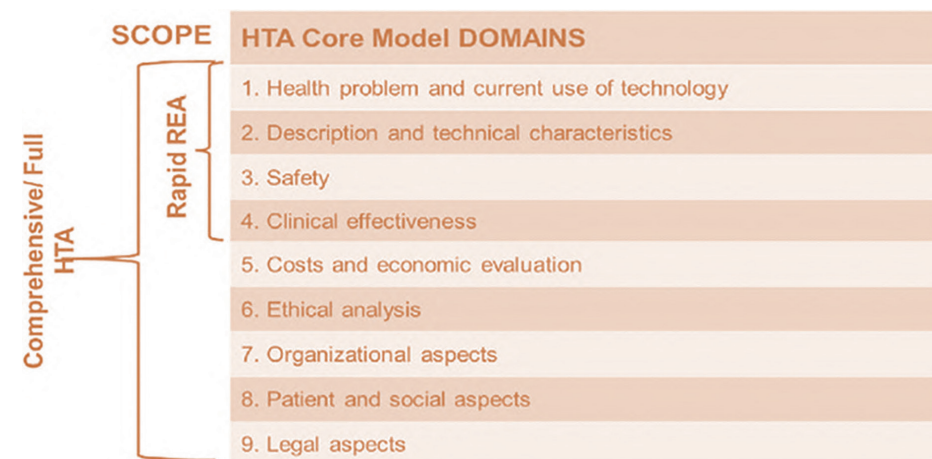 SCOPE
HTA Core Model DOMAINS
Comprehensive/ Full
HTA
Rapid REA
1. Health problem and current use of technology
2. Description and technical characteristics
3. Safety
4. Clinical effectiveness
5. Costs and economic evaluation
6. Ethical analysis
7. Organizational aspects
8. Patient and social aspects
9. Legal aspects